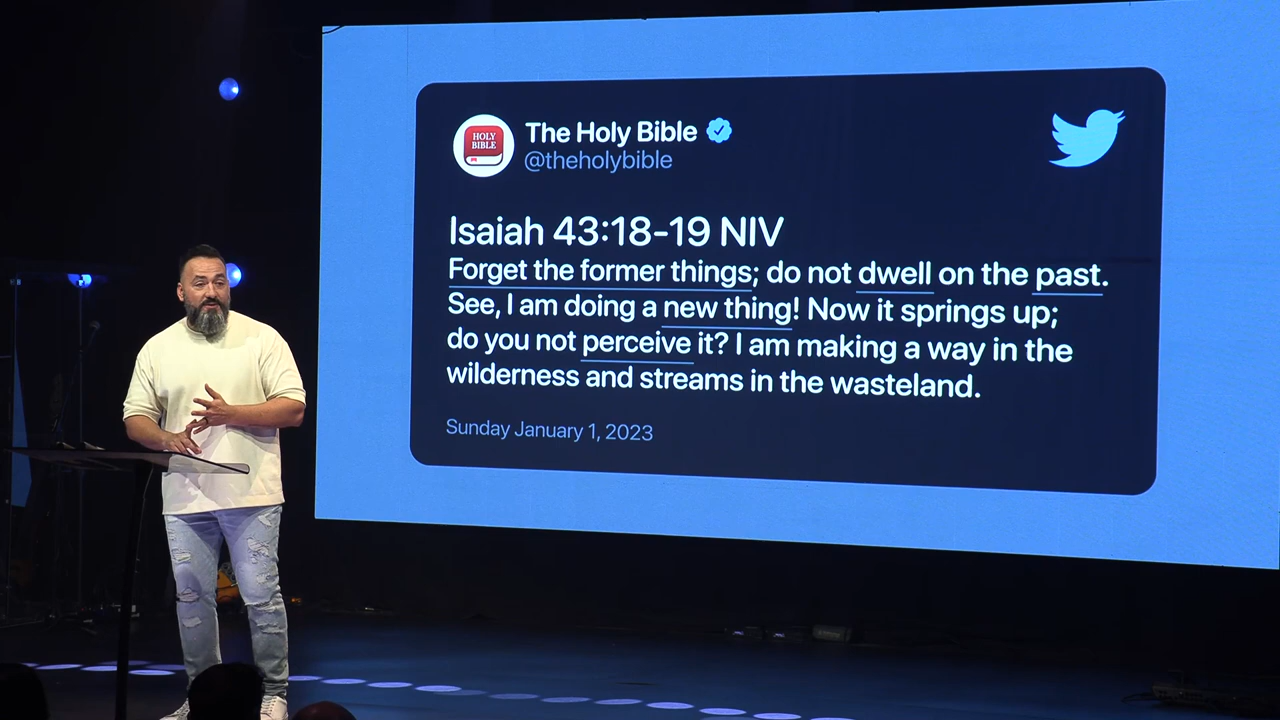 HOLY
BIBLE
The Holy Bible
@theholybible
Isaiah 43:18-19 NIV
Forget the former things; do not dwell on the past.
See, I am doing a new thing! Now it springs up;
do you not perceive it? I am making a way in the
wilderness and streams in the wasteland.
Sunday January 1, 2023